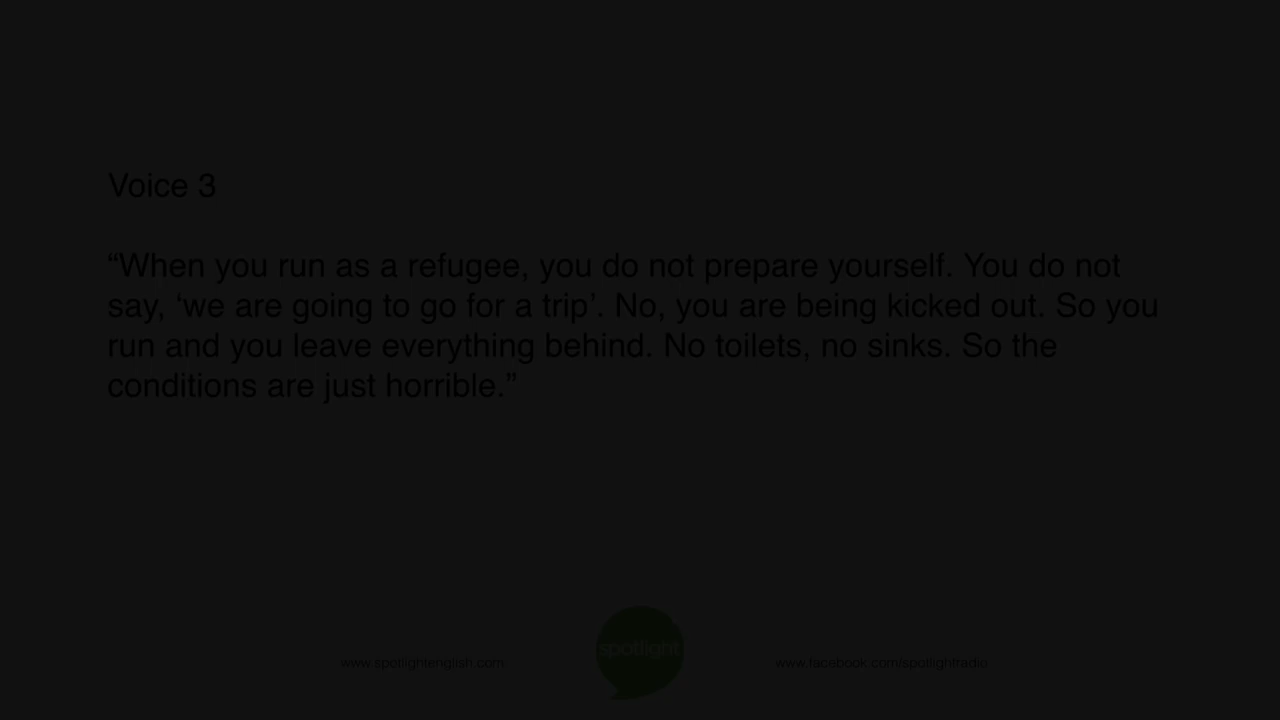 Voice 3
“When you run as a refugee, you do not prepare yourself. You do not
say, ‘we are going to go for a trip’. No, you are being kicked out. So you
run and you leave everything behind. No toilets, no sinks. So the
conditions are just horrible.”
spotlight
www.spotlightenglish.com
www.facebook.com/spotlightradio